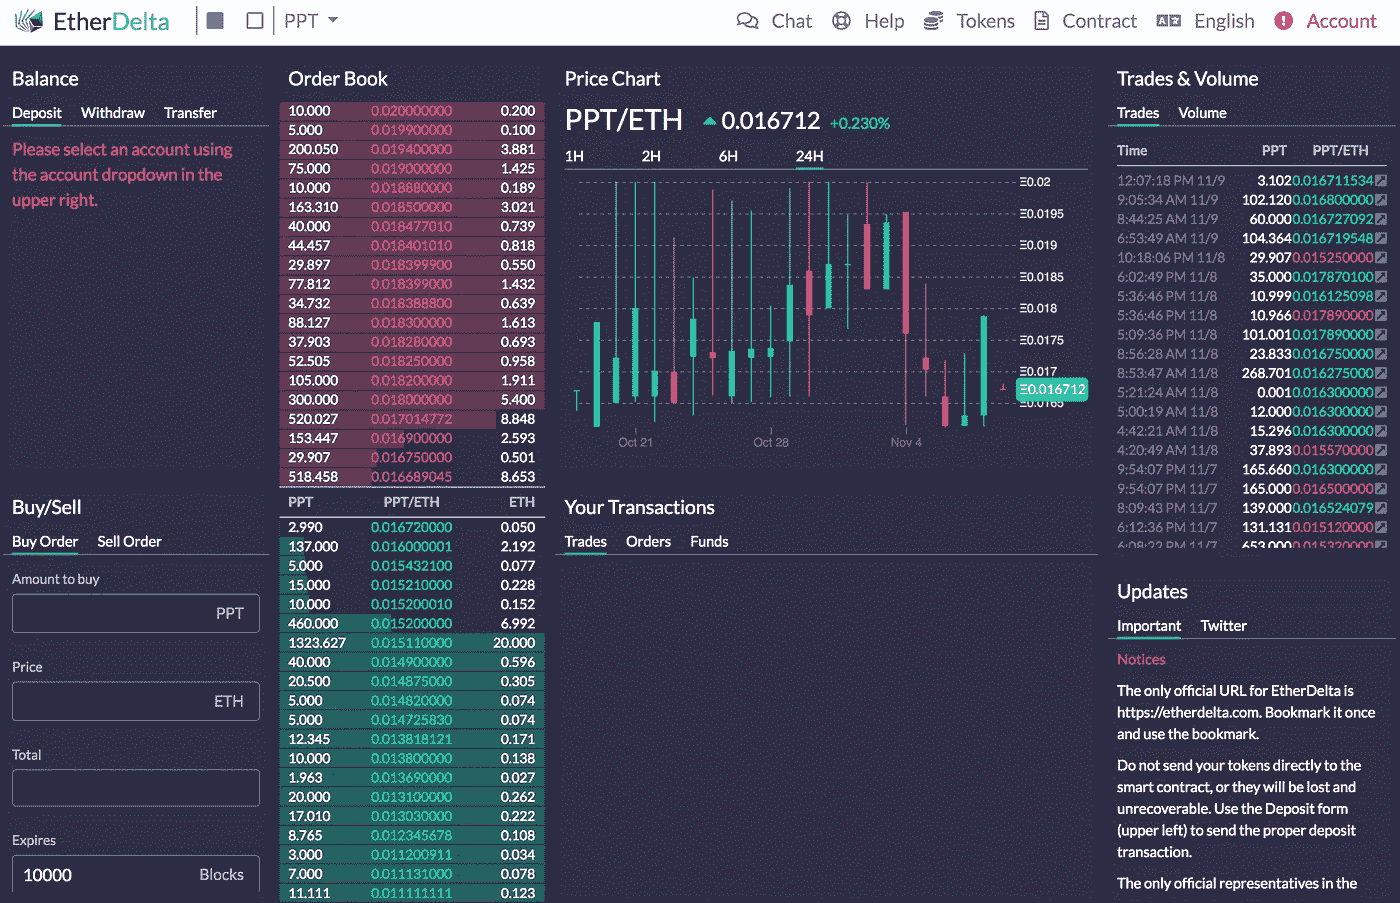 EtherDelta
PPT
Chat
Help
Tokens
Contract
English
Account
Balance
Deposit Withdraw Transfer
Please select an account using
the account dropdown in the
upper right.
Buy/Sell
Buy Order Sell Order
Amount to buy
PPT
Price
ETH
Total
Expires
10000 Blocks
Order Book
10.000 0.020000000 0.200
5.000 0.019900000 0.100
200.050 0.019400000 3.881
75.000 0.019000000 1.425
10.000 0.018880000 0.189
163.310 0.018500000 3.021
40.000 0.018477010 0.739
44.457 0.018401010 0.818
29.897 0.018399900 0.550
77.812 0.018399000 1.432
34.732 0.018388800 0.639
88.127 0.018300000 1.613
37.903 0.018280000 0.693
52.505 0.018250000 0.958
105.000 0.018200000 1.911
300.000 0.018000000 5.400
520.027 0.017014772 8.848
153.447 0.016900000 2.593
29.907 0.016750000 0.501
518.458 0.016689045 8.653
PPT PPT/ETH ETH
2.990 0.016720000 0.050
137.000 0.016000001 2.192
5.000 0.015432100 0.077
15.000 0.015210000 0.228
10.000 0.015200010 0.152
460.000 0.015200000 6.992
1323.627 0.015110000 20.000
40.000 0.014900000 0.596
20.500 0.014875000 0.305
5.000 0.014820000 0.074
5.000 0.014725830 0.074
12.345 0.013818121 0.171
10.000 0.013800000 0.138
1.963 0.013690000 0.027
20.000 0.013100000 0.262
17.010 0.013030000 0.222
8.765 0.012345678 0.108
3.000 0.011200911 0.034
7.000 0.011131000 0.078
11.111 0.011111111 0.123
Price Chart
PPT/ETH 0.016712 +0.230%
1H 2H 6H 24H
Ξ0.02
Ξ0.0195
Ξ0.019
Ξ0.0185
Ξ0.018
Ξ0.0175
Ξ0.017
Ξ0.016712
Ξ0.0165
Oct 21 Oct 28 Nov 4
Your Transactions
Trades Orders Funds
Trades & Volume
Trades Volume
Time PPT PPT/ETH
12:07:18 PM 11/9 3.102 0.016711534
9:05:34 AM 11/9 102.120 0.016800000
8:44:25 AM 11/9 60.000 0.016727092
6:53:49 AM 11/9 104.364 0.016719548
10:18:06 PM 11/8 29.907 0.015250000
6:02:49 PM 11/8 35.000 0.017870100
5:36:46 PM 11/8 10.999 0.016125098
5:36:46 PM 11/8 10.966 0.017890000
5:09:36 PM 11/8 101.001 0.017890000
8:56:28 AM 11/8 23.833 0.016750000
8:53:47 AM 11/8 268.701 0.016275000
5:21:24 AM 11/8 0.001 0.016300000
5:00:19 AM 11/8 12.000 0.016300000
4:42:21 AM 11/8 15.296 0.016300000
4:20:49 AM 11/8 37.893 0.015570000
9:54:07 PM 11/7 165.660 0.016300000
9:54:07 PM 11/7 165.000 0.016500000
8:09:43 PM 11/7 139.000 0.016524079
6:12:36 PM 11/7 131.131 0.015120000
6:08:22 PM 11/7 653.000 0.015320000
Updates
Important Twitter
Notices
The only official URL for EtherDelta is
https://etherdelta.com. Bookmark it once
and use the bookmark.
Do not send your tokens directly to the
smart contract, or they will be lost and
unrecoverable. Use the Deposit form
(upper left) to send the proper deposit
transaction.
The only official representatives in the